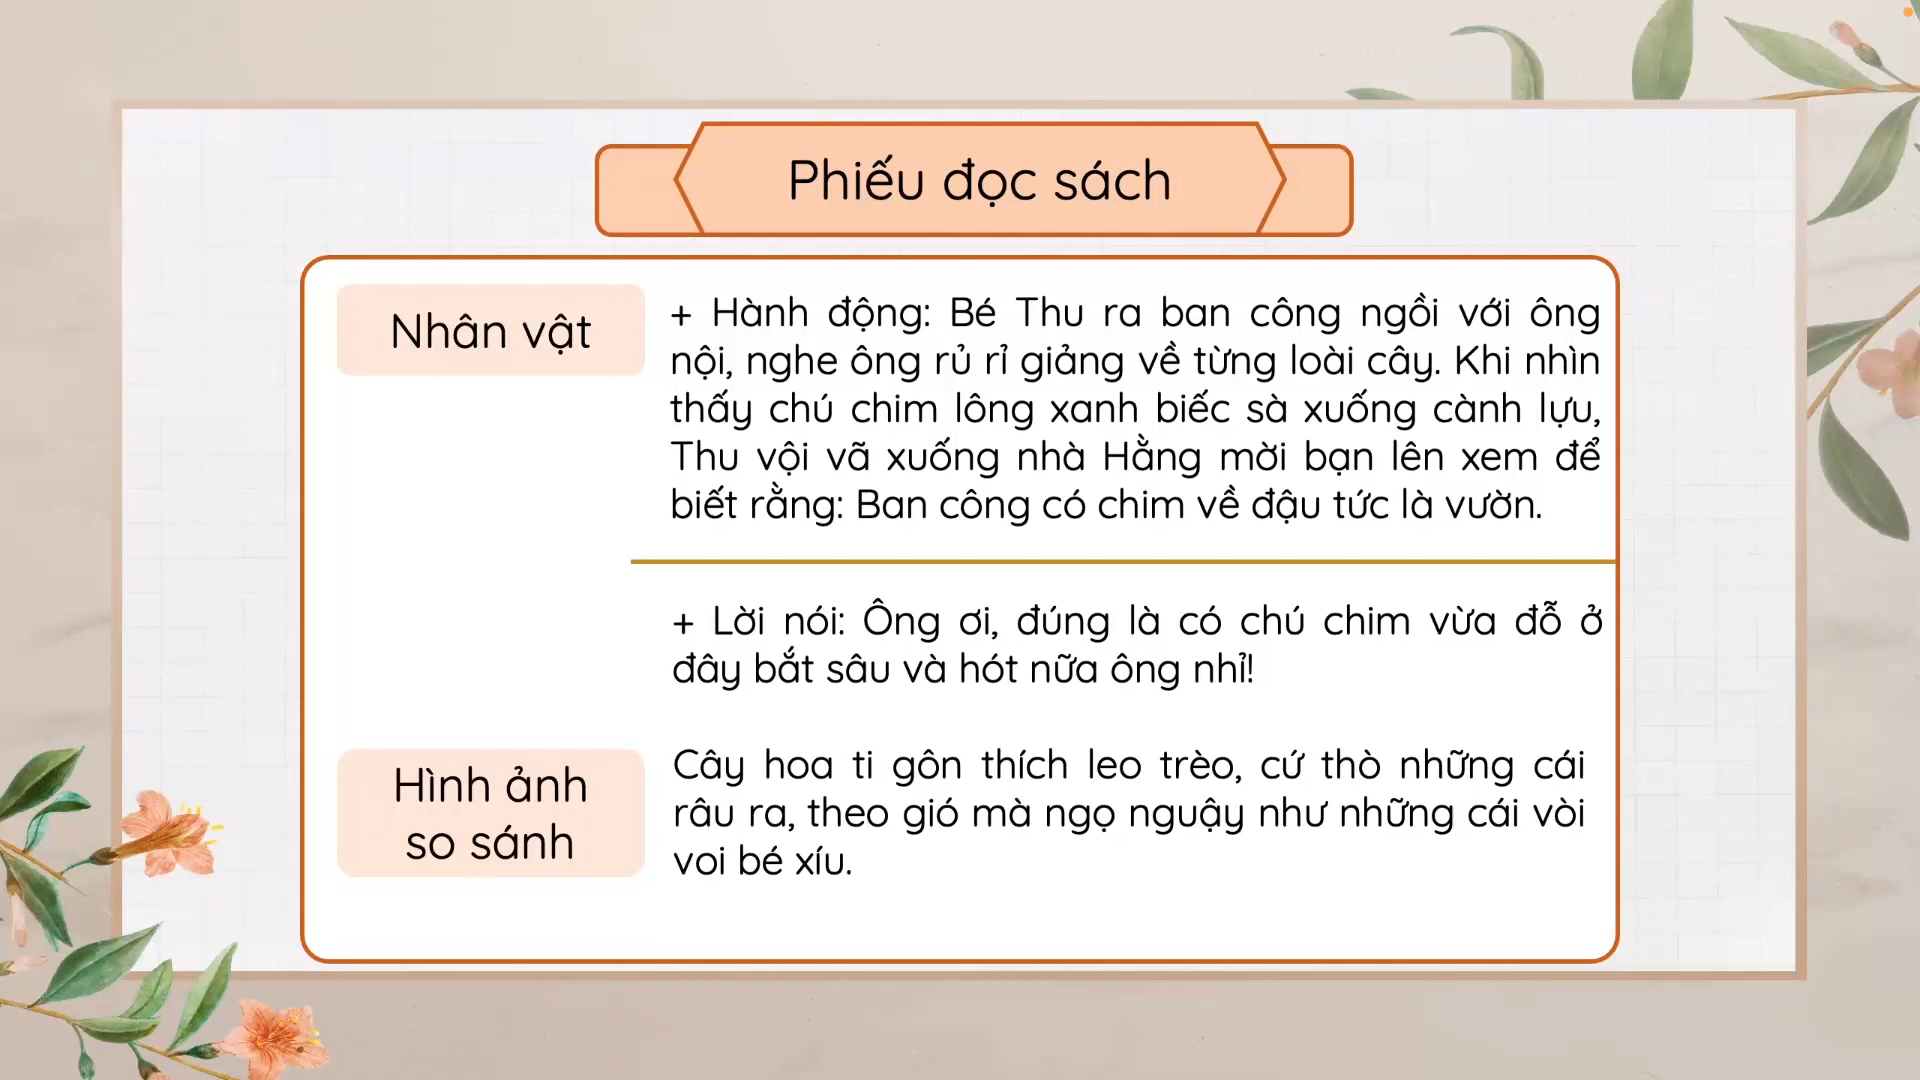 Phiếu đọc sách
Nhân vật
+ Hành động: Bé Thu ra ban công ngồi với ông
nội, nghe ông rủ rỉ giảng về từng loài cây. Khi nhìn
thấy chú chim lông xanh biếc sà xuống cành lựu,
Thu vội vã xuống nhà Hằng mời bạn lên xem để
biết rằng: Ban công có chim về đậu tức là vườn.
+ Lời nói: Ông ơi, đúng là có chú chim vừa đỗ ở
đây bắt sâu và hót nữa ông nhỉ!
Hình ảnh
so sánh
Cây hoa ti gôn thích leo trèo, cứ thò những cái
râu ra, theo gió mà ngọ nguậy như những cái vòi
voi bé xíu.